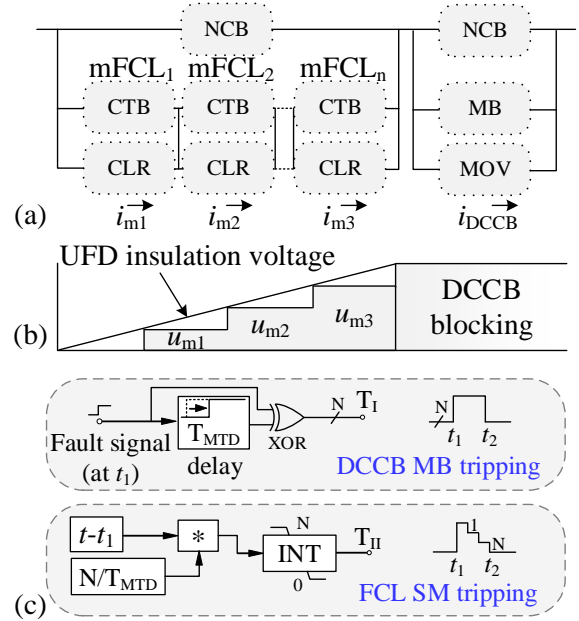 NCB
NCB
mFCL1 mFCL2 mFCLn
CTB CTB CTB MB
CLR CLR CLR MOV
(a) im1 im2 im3 iDCCB
UFD insulation voltage
(b) um1 um2 um3 DCCB
blocking
N TI N
Fault signal TMTD XOR t1 t2
(at t1) delay DCCB MB tripping
t-t1 * N TII 1
INT N
N/TMTD 0 t1 t2
(c) FCL SM tripping